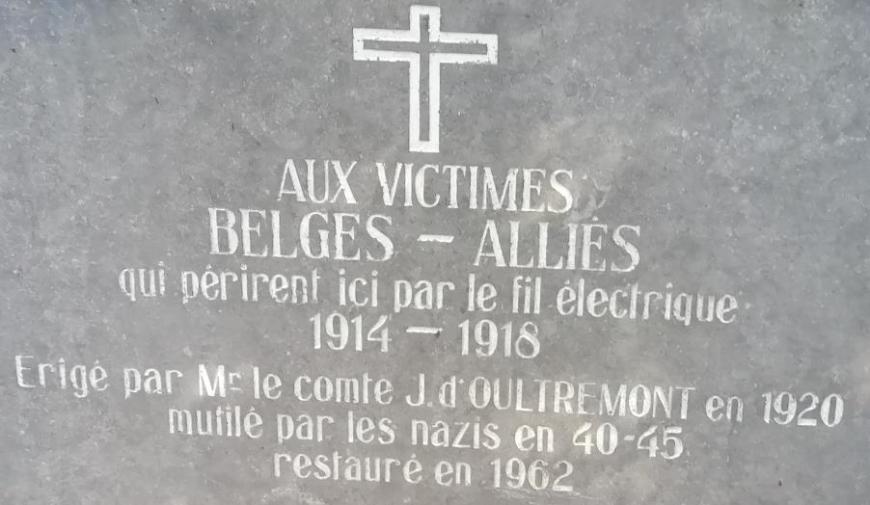 AUX VICTIMES
BELGES - ALLIÉS
qui périrent ici par le fil électrique
1914 - 1918
Erigé par Mr le comte J. d'OULTREMONT en 1920
mutilé par les nazis en 40-45
restauré en 1962